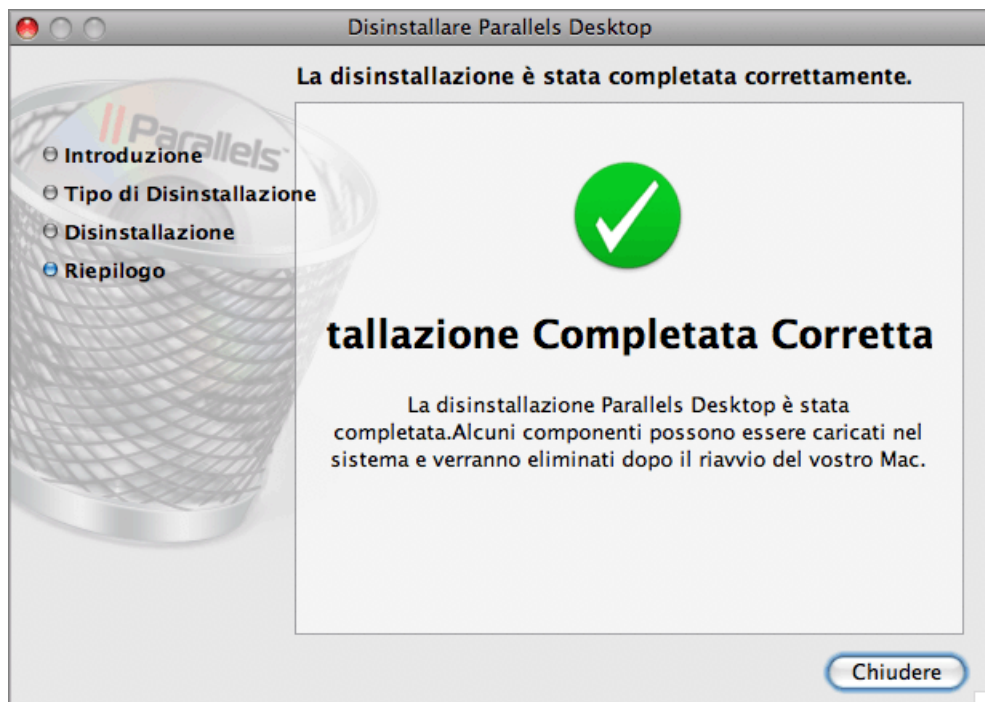 Disinstallare Parallels Desktop
La disinstallazione è stata completata correttamente.
Parallels
Introduzione
Tipo di Disinstallazione
Disinstallazione
Riepilogo
tallazione Completata Corretta
La disinstallazione Parallels Desktop è stata
completata.Alcuni componenti possono essere caricati nel
sistema e verranno eliminati dopo il riavvio del vostro Mac.
Chiudere